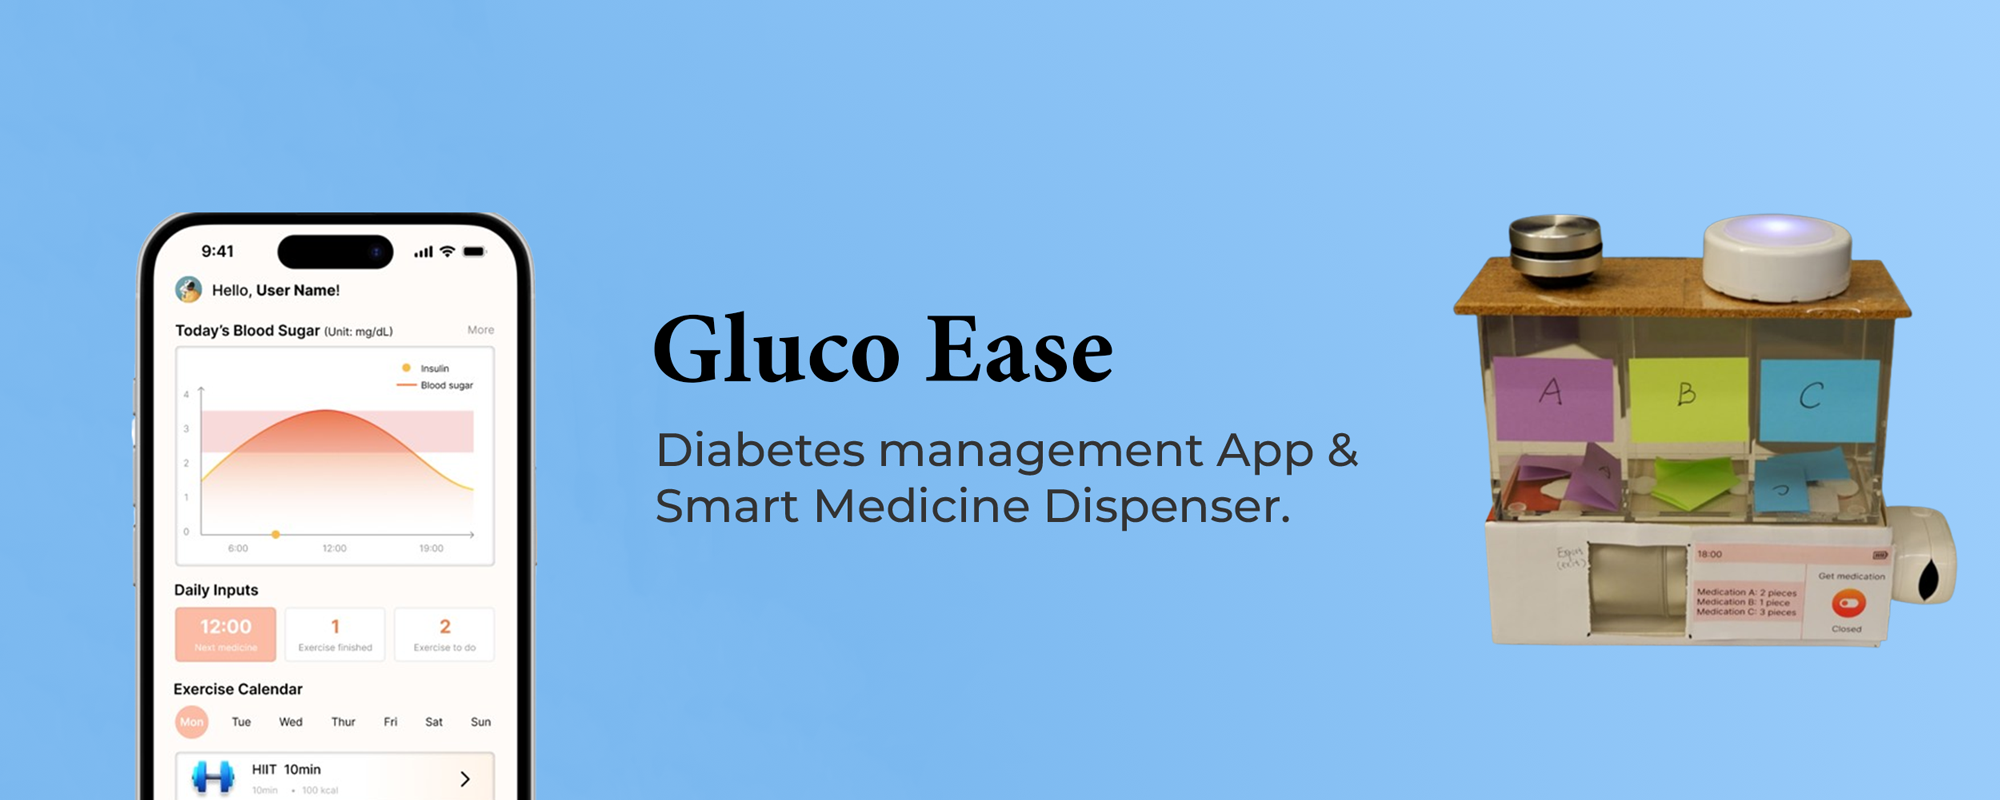 9:41
Hello, User Name!
Today's Blood Sugar (Unit: mg/dL) More
Insulin
Blood sugar
4
3
2
1
0
6:00 12:00 19:00
Daily Inputs
12:00 1 2
Next medicine Exercise finished Exercise to do
Exercise Calendar
Mon Tue Wed Thur Fri Sat Sun
HIIT 10min
10min • 100 kcal
Gluco Ease
Diabetes management App &
Smart Medicine Dispenser.
A B C
18:00
Get medication
Medication A: 2 pieces
Medication B: 1 piece
Medication C: 3 pieces
Closed